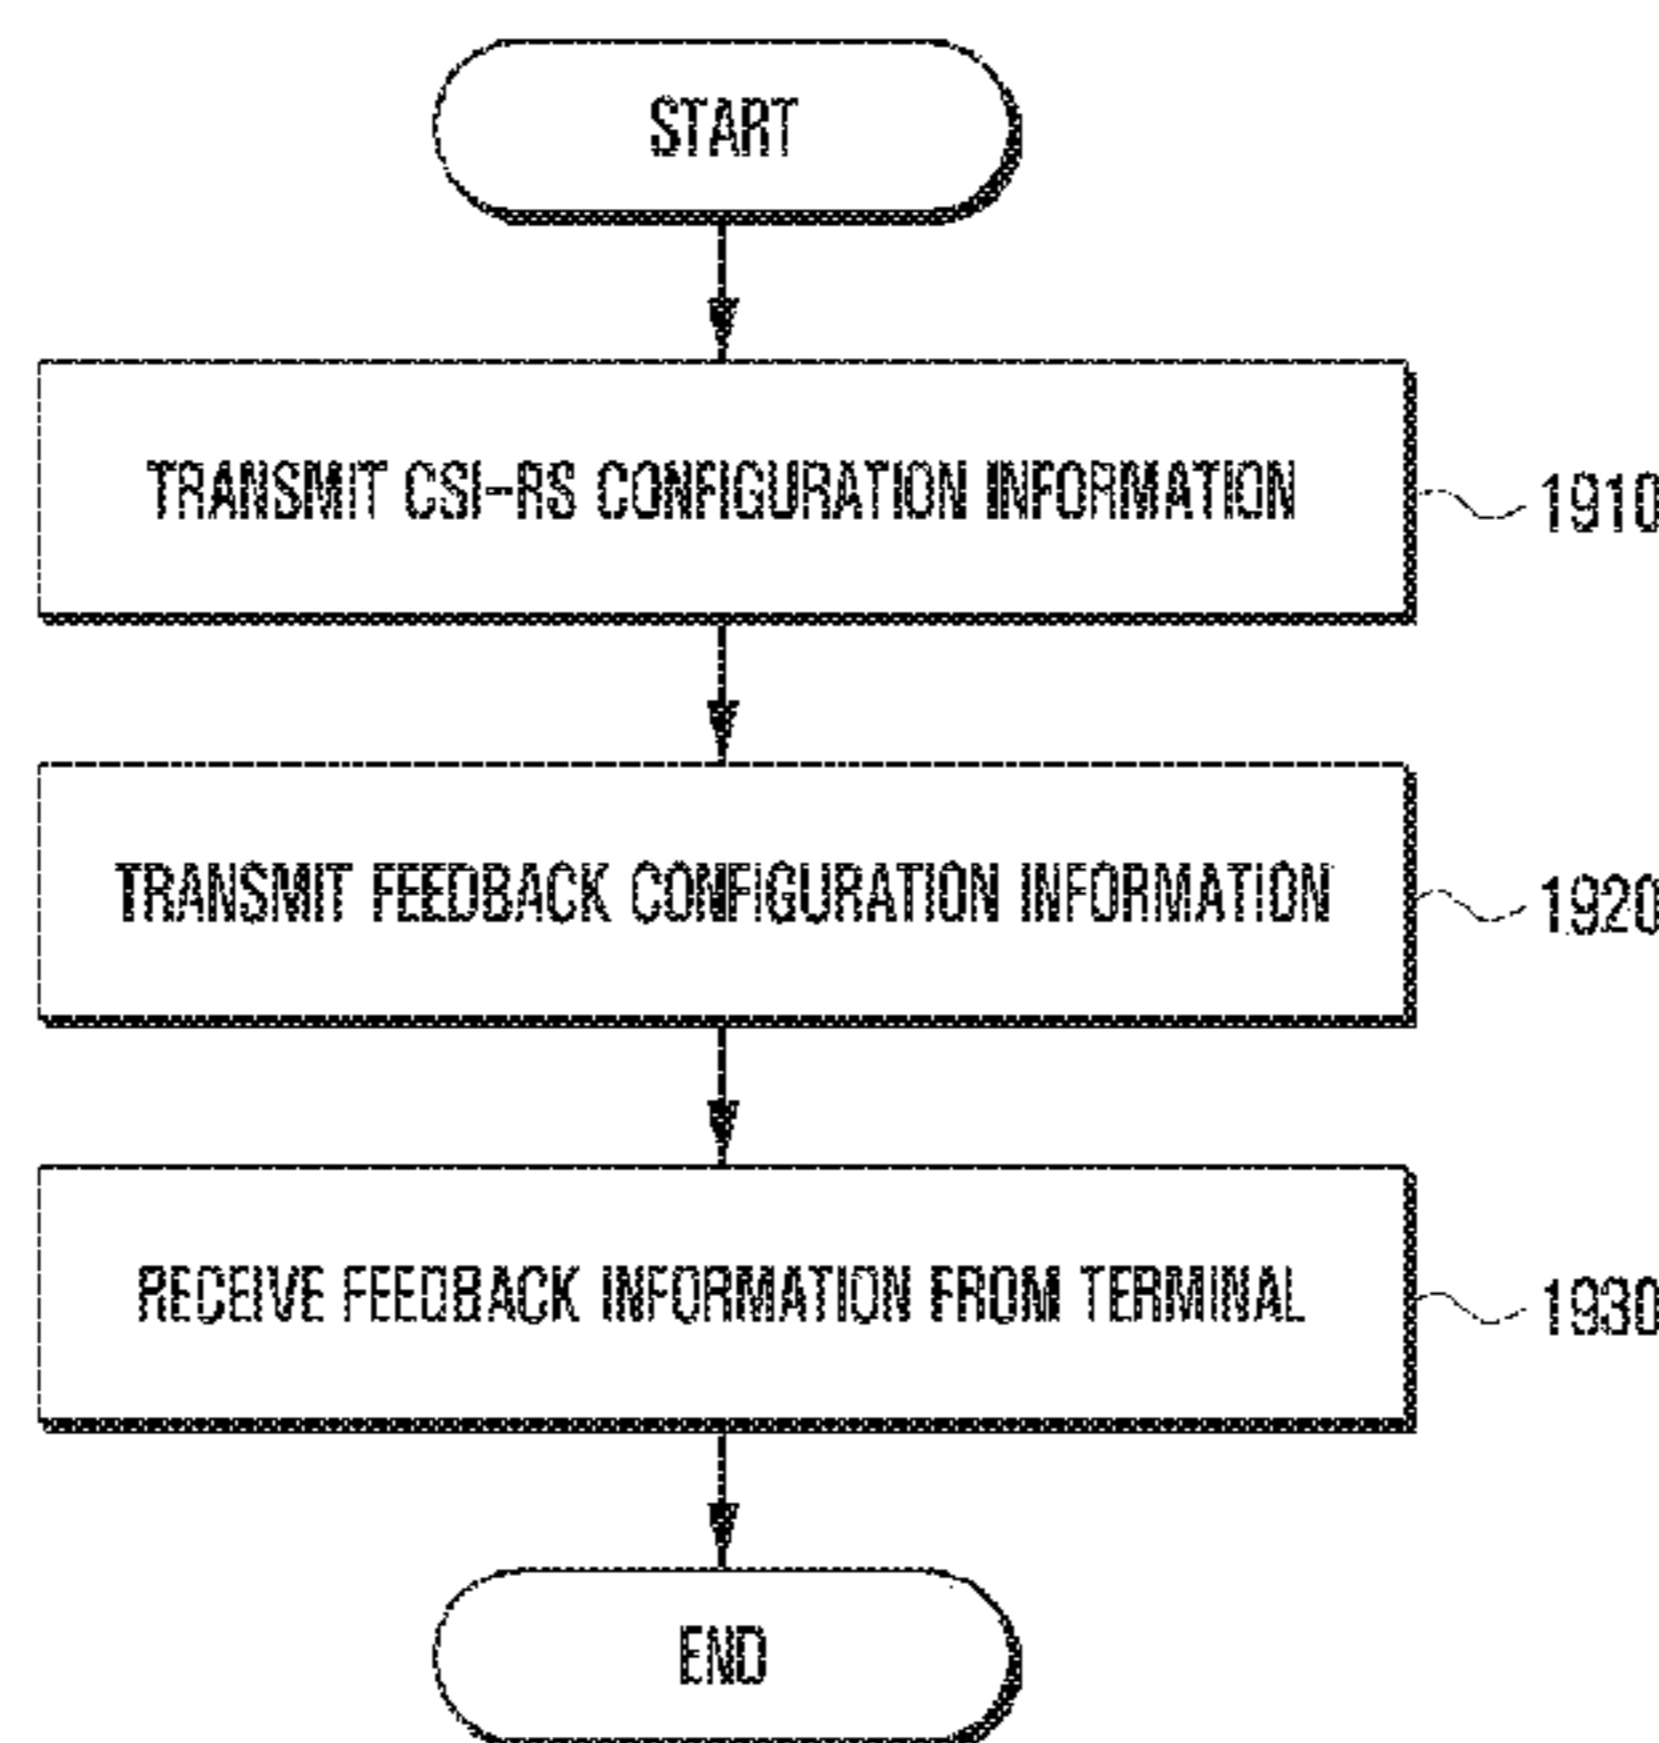 START
TRANSMIT CSI-RS CONFIGURATION INFORMATION
1910
TRANSMIT FEEDBACK CONFIGURATION INFORMATION
1920
RECEIVE FEEDBACK INFORMATION FROM TERMINAL
1930
END